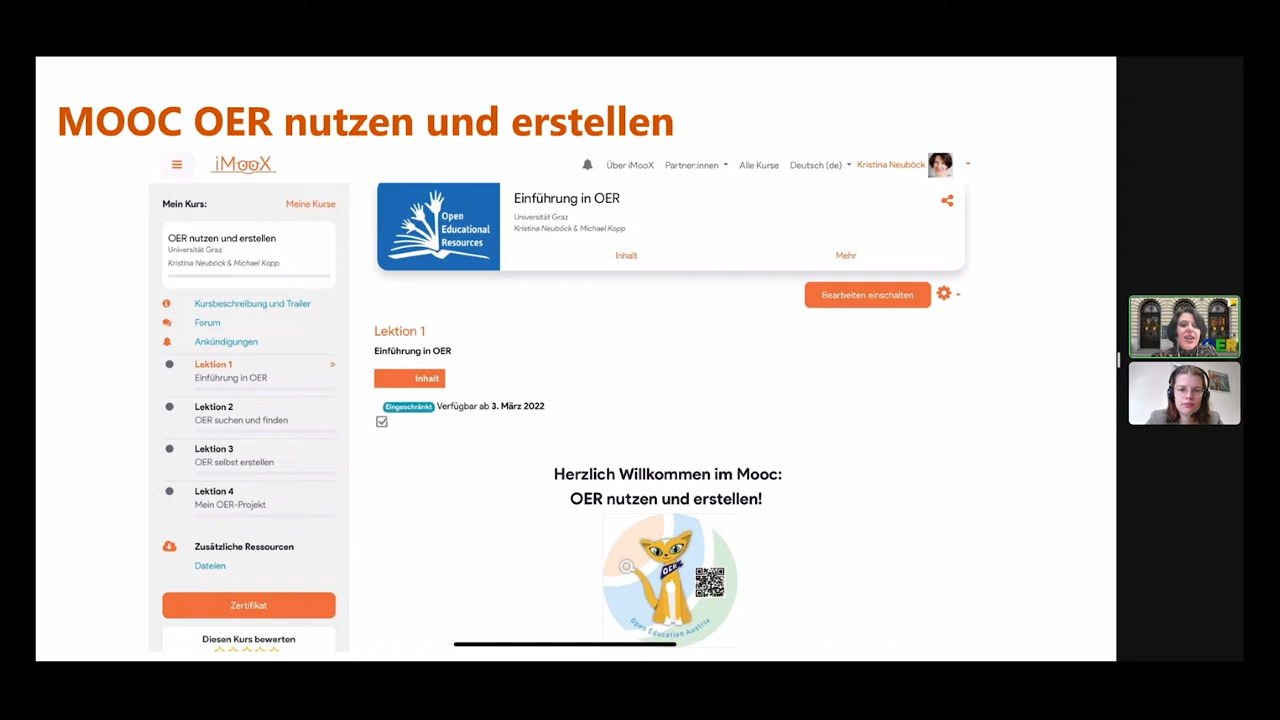 MOOC OER nutzen und erstellen
iMooX
Über iMooX Partner:innen Alle Kurse Deutsch (de) Kristina Neuböck
Mein Kurs: Meine Kurse
OER nutzen und erstellen
Universität Graz
Kristina Neuböck & Michael Kopp
Kursbeschreibung und Trailer
Forum
Ankündigungen
Lektion 1 »
Einführung in OER
Lektion 2
OER suchen und finden
Lektion 3
OER selbst erstellen
Lektion 4
Mein OER-Projekt
Zusätzliche Ressourcen
Dateien
Zertifikat
Diesen Kurs bewerten
Open
Educational
Resources
Einführung in OER
Universität Graz
Kristina Neuböck & Michael Kopp
Inhalt Mehr
Bearbeiten einschalten
Lektion 1
Einführung in OER
Inhalt
Eingeschränkt Verfügbar ab 3. März 2022
Herzlich Willkommen im Mooc:
OER nutzen und erstellen!
OER
Open Education Austria
ER